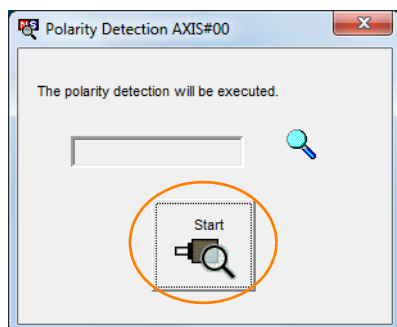 Polarity Detection AXIS#00
The polarity detection will be executed.
Start